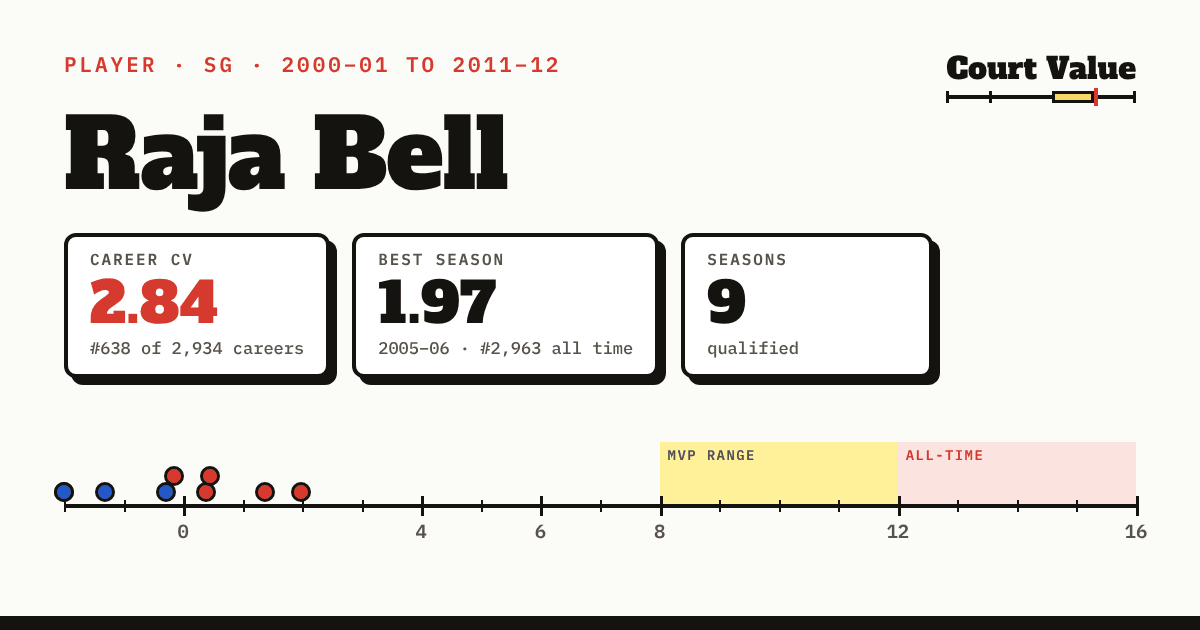 PLAYER · SG · 2000–01 TO 2011–12
Court Value
Raja Bell
CAREER CV
2.84
#638 of 2,934 careers
BEST SEASON
1.97
2005–06 · #2,963 all time
SEASONS
9
qualified
MVP RANGE
ALL-TIME
0 4 6 8 12 16